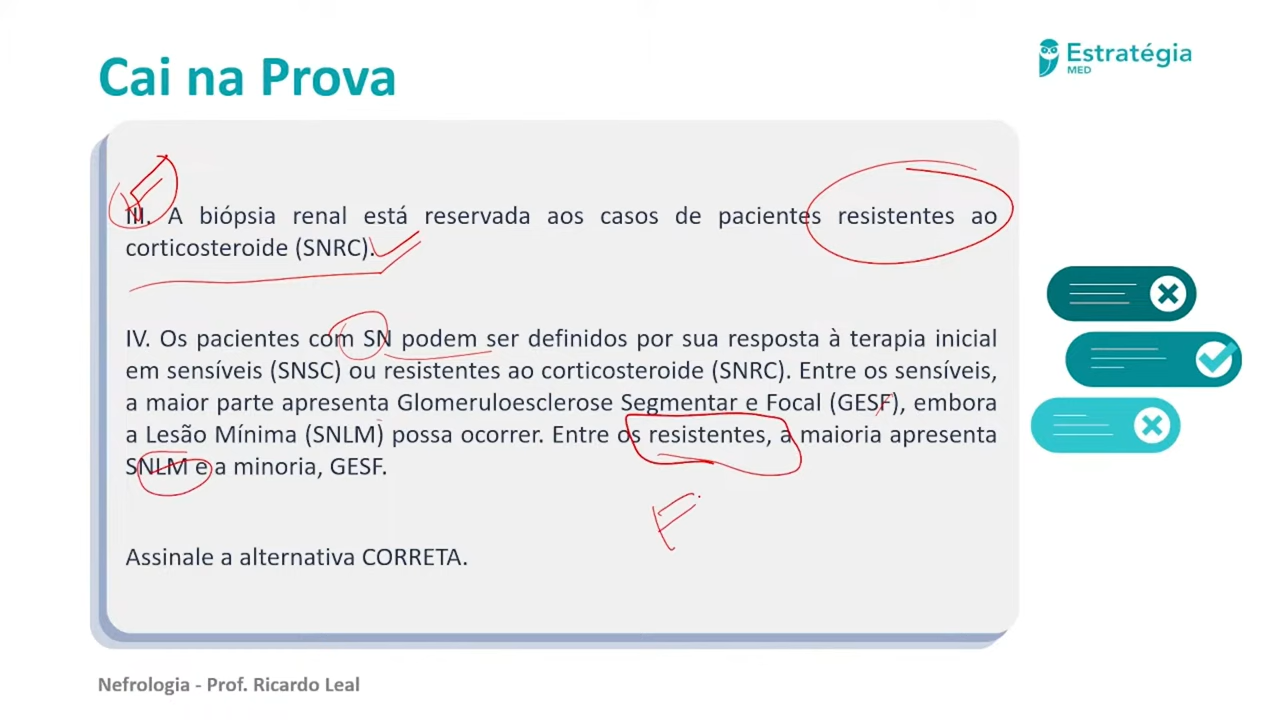 Cai na Prova
Estratégia
MED
F
III. A biópsia renal está reservada aos casos de pacientes resistentes ao
corticosteroide (SNRC).
IV. Os pacientes com SN podem ser definidos por sua resposta à terapia inicial
em sensíveis (SNSC) ou resistentes ao corticosteroide (SNRC). Entre os sensíveis,
a maior parte apresenta Glomeruloesclerose Segmentar e Focal (GESF), embora
a Lesão Mínima (SNLM) possa ocorrer. Entre os resistentes, a maioria apresenta
SNLM e a minoria, GESF.
F
Assinale a alternativa CORRETA.
Nefrologia - Prof. Ricardo Leal